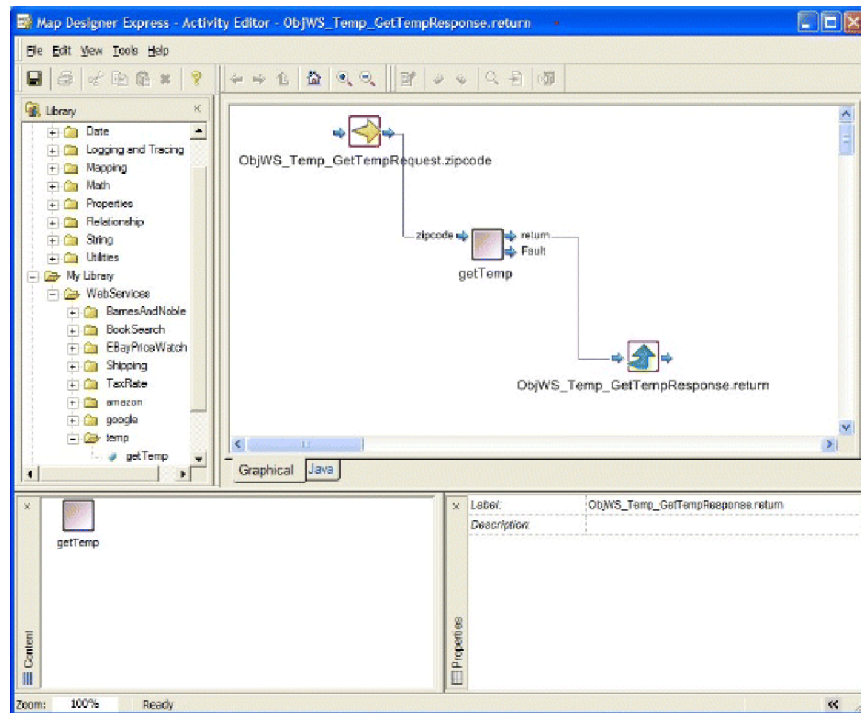 Map Designer Express - Activity Editor - ObjWS_Temp_GetTempResponse.return
File Edit View Tools Help
Library
Date
Logging and Tracing
Mapping
Math
Properties
Relationship
String
Utilities
My Library
WebServices
BarnesAndNoble
BookSearch
EBayPriceWatch
Shipping
TaxRate
amazon
google
temp
getTemp
ObjWS_Temp_GetTempRequest.zipcode
zipcode
return
Fault
getTemp
ObjWS_Temp_GetTempResponse.return
Graphical
Java
getTemp
Content
Label:
ObjWS_Temp_GetTempResponse.return
Description:
Properties
Zoom: 100% Ready